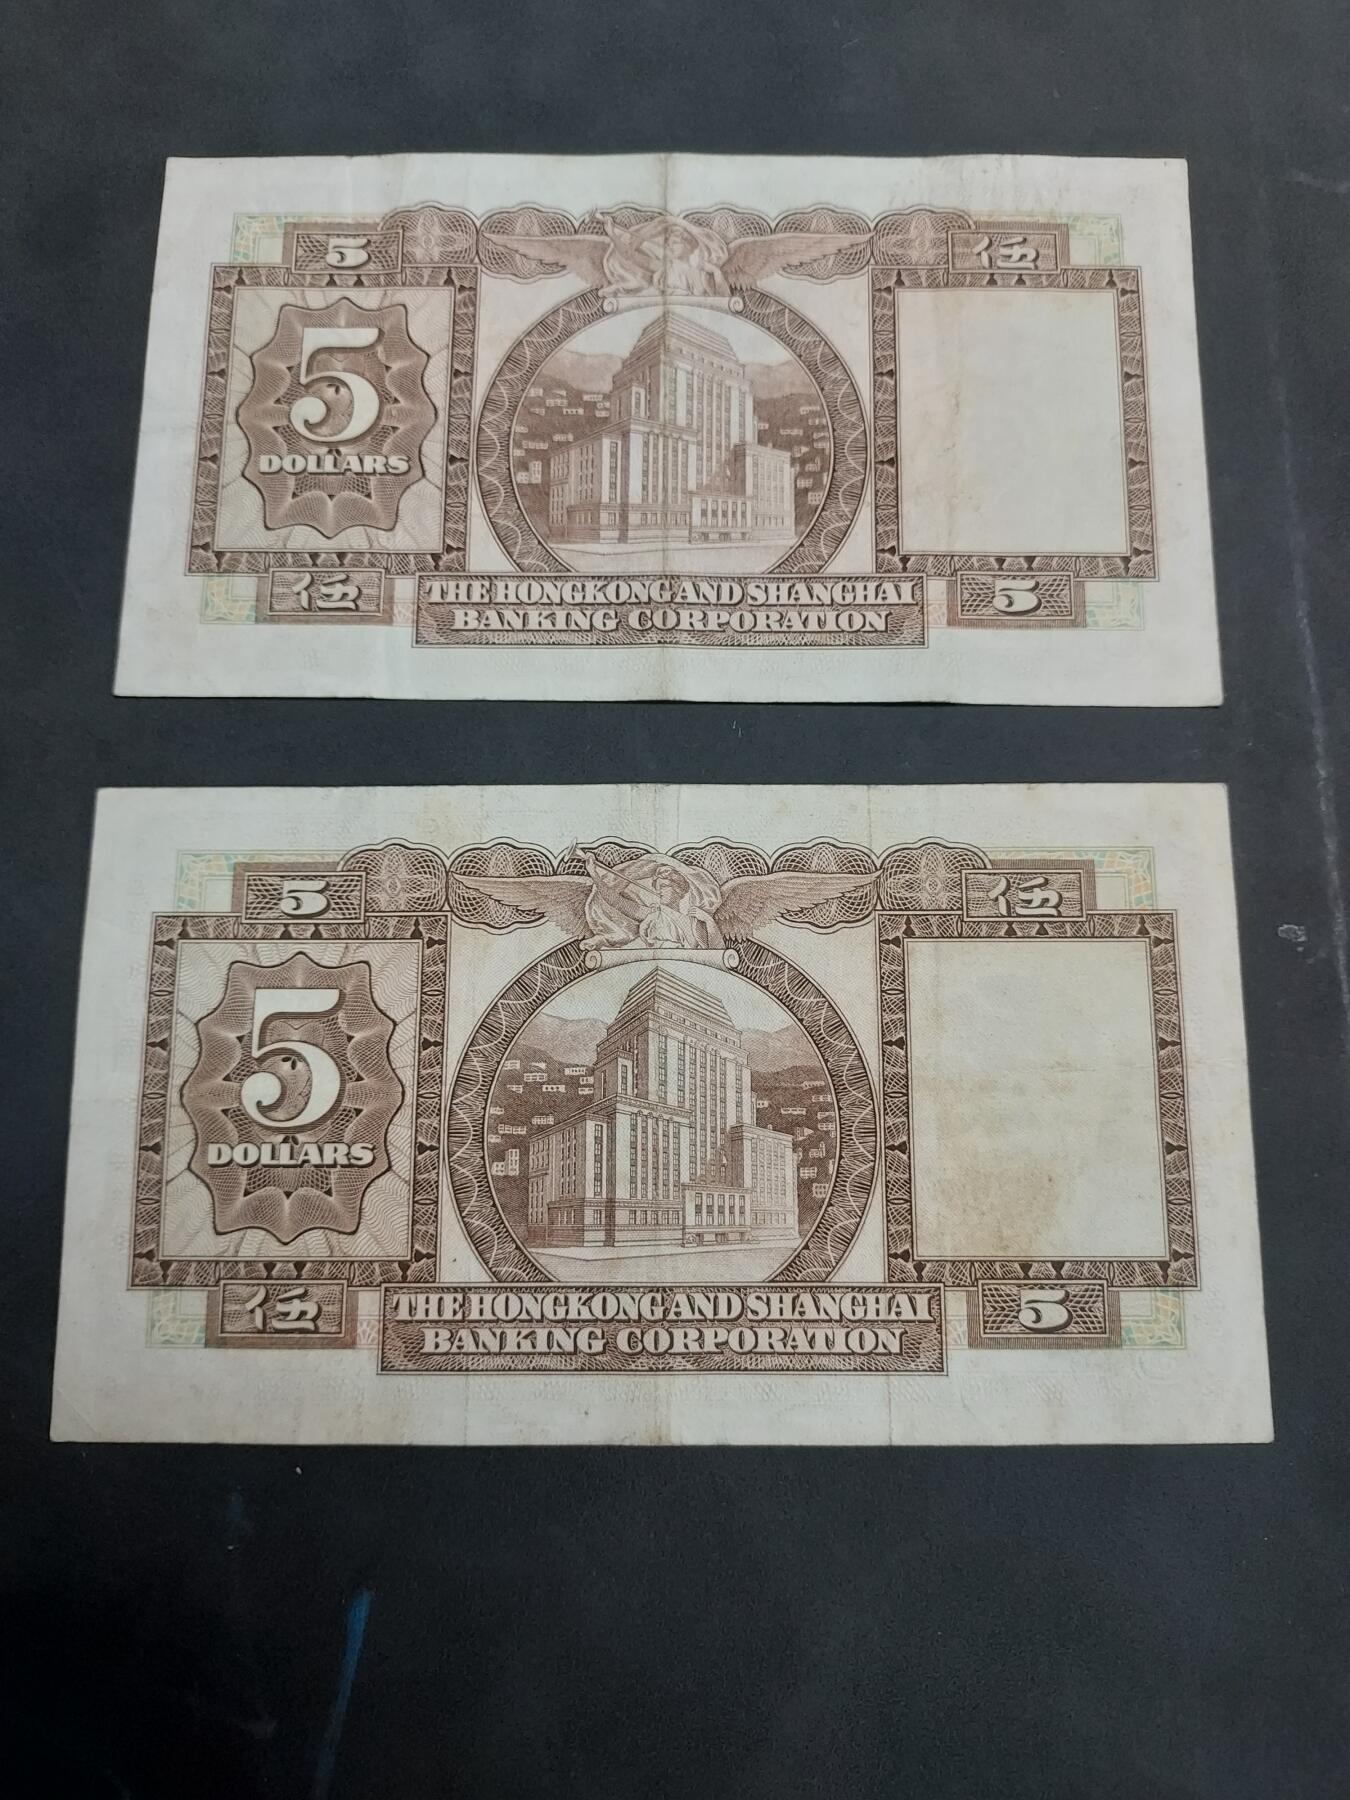 5
伍
5
DOLLARS
伍
THE HONGKONG AND SHANGHAI
BANKING CORPORATION
5
5
伍
5
DOLLARS
伍
THE HONGKONG AND SHANGHAI
BANKING CORPORATION
5